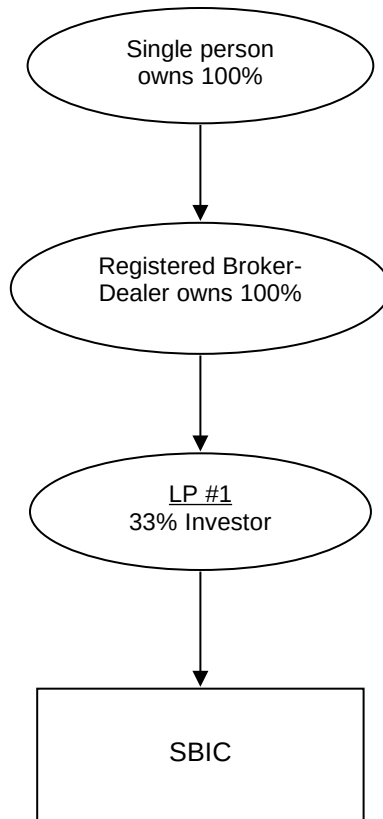 Single person
owns 100%
Registered Broker-
Dealer owns 100%
LP #1
33% Investor
SBIC